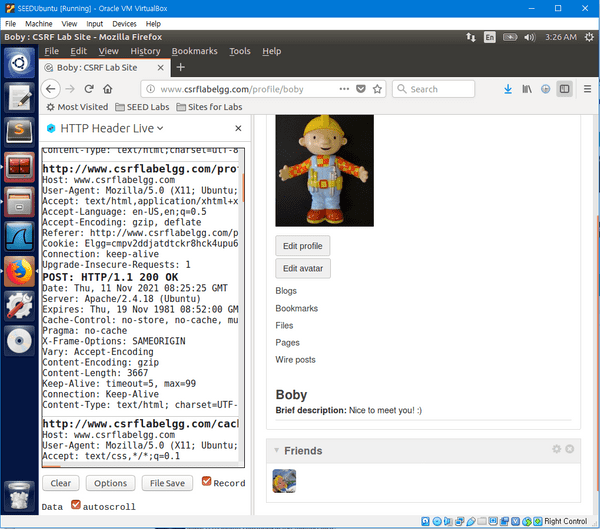 SEEDUbuntu [Running] - Oracle VM VirtualBox
File Machine View Input Devices Help
Boby : CSRF Lab Site - Mozilla Firefox
En
3:26 AM
File Edit View History Bookmarks Tools Help
Boby : CSRF Lab Site
www.csrflabelgg.com/profile/boby
Search
Most Visited SEED Labs Sites for Labs
HTTP Header Live
Content-Type: text/html;charset=utf-8
http://www.csrflabelgg.com/pro
Host: www.csrflabelgg.com
User-Agent: Mozilla/5.0 (X11; Ubuntu;
Accept: text/html,application/xhtml+x
Accept-Language: en-US,en;q=0.5
Accept-Encoding: gzip, deflate
Referer: http://www.csrflabelgg.com/p
Cookie: Elgg=cmpv2ddjatdtckr8hck4upu6
Connection: keep-alive
Upgrade-Insecure-Requests: 1
POST: HTTP/1.1 200 OK
Date: Thu, 11 Nov 2021 08:25:25 GMT
Server: Apache/2.4.18 (Ubuntu)
Expires: Thu, 19 Nov 1981 08:52:00 GM
Cache-Control: no-store, no-cache, mu
Pragma: no-cache
X-Frame-Options: SAMEORIGIN
Vary: Accept-Encoding
Content-Encoding: gzip
Content-Length: 3667
Keep-Alive: timeout=5, max=99
Connection: Keep-Alive
Content-Type: text/html; charset=UTF-
http://www.csrflabelgg.com/cac
Host: www.csrflabelgg.com
User-Agent: Mozilla/5.0 (X11; Ubuntu;
Accept: text/css,*/*;q=0.1
Clear Options File Save Record
Data autoscroll
Edit profile
Edit avatar
Blogs
Bookmarks
Files
Pages
Wire posts
Boby
Brief description: Nice to meet you! :)
Friends
Right Control